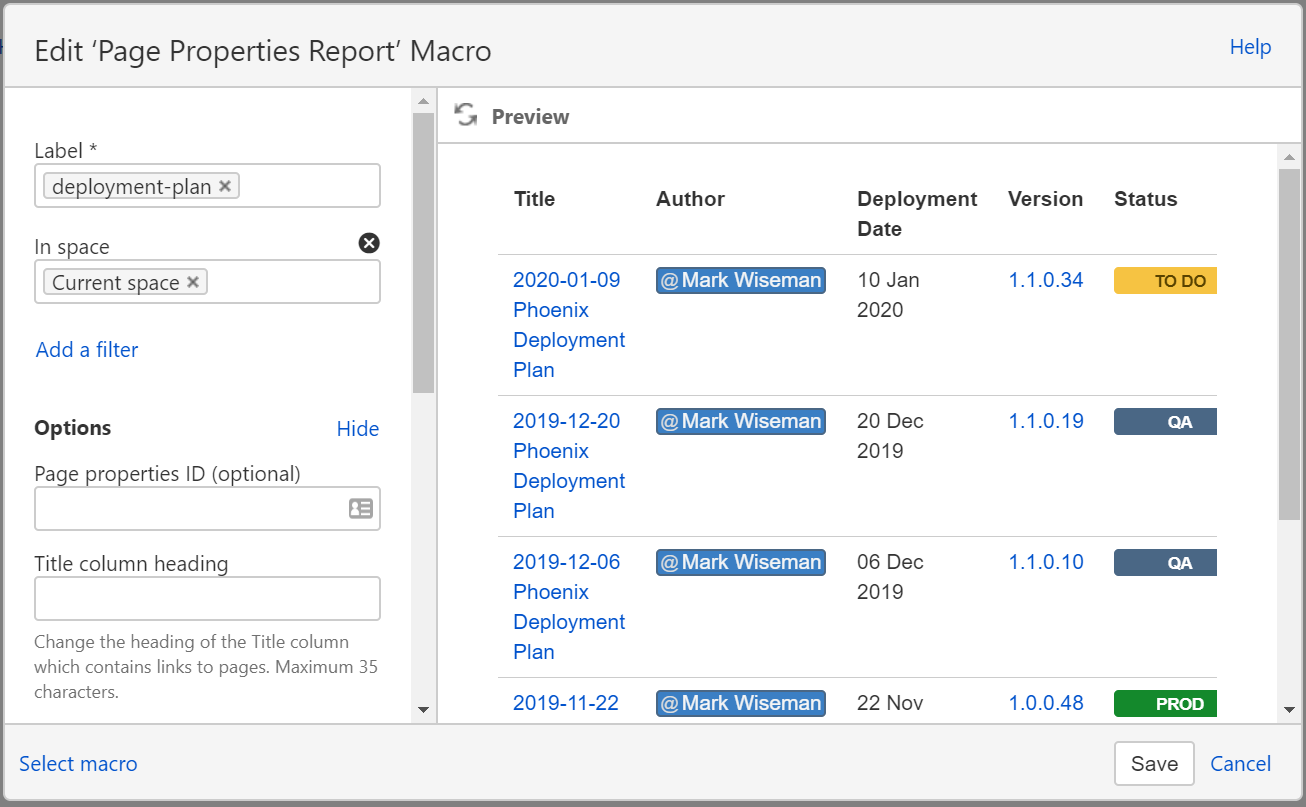 Edit ‘Page Properties Report’ Macro
Help
Label *
deployment-plan
In space
Current space
Add a filter
Options
Hide
Page properties ID (optional)
Title column heading
Change the heading of the Title column
which contains links to pages. Maximum 35
characters.
Preview
Title Author Deployment Version Status
Date
2020-01-09 @Mark Wiseman 10 Jan 1.1.0.34 TO DO
Phoenix 2020
Deployment
Plan
2019-12-20 @Mark Wiseman 20 Dec 1.1.0.19 QA
Phoenix 2019
Deployment
Plan
2019-12-06 @Mark Wiseman 06 Dec 1.1.0.10 QA
Phoenix 2019
Deployment
Plan
2019-11-22 @Mark Wiseman 22 Nov 1.0.0.48 PROD
Select macro
Save
Cancel